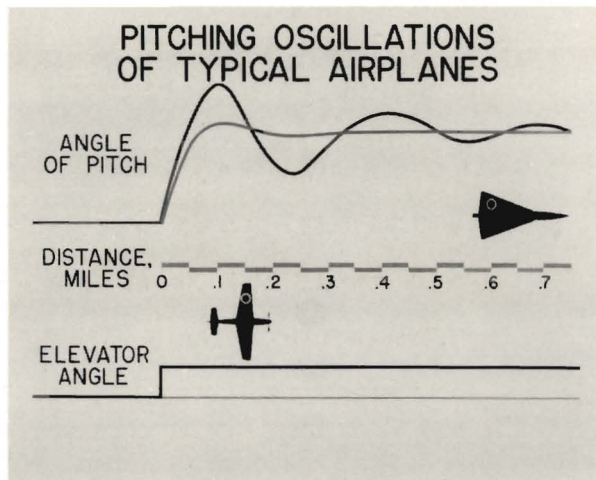 PITCHING OSCILLATIONS
OF TYPICAL AIRPLANES
ANGLE
OF PITCH
DISTANCE,
MILES
0 .1 .2 .3 .4 .5 .6 .7
ELEVATOR
ANGLE